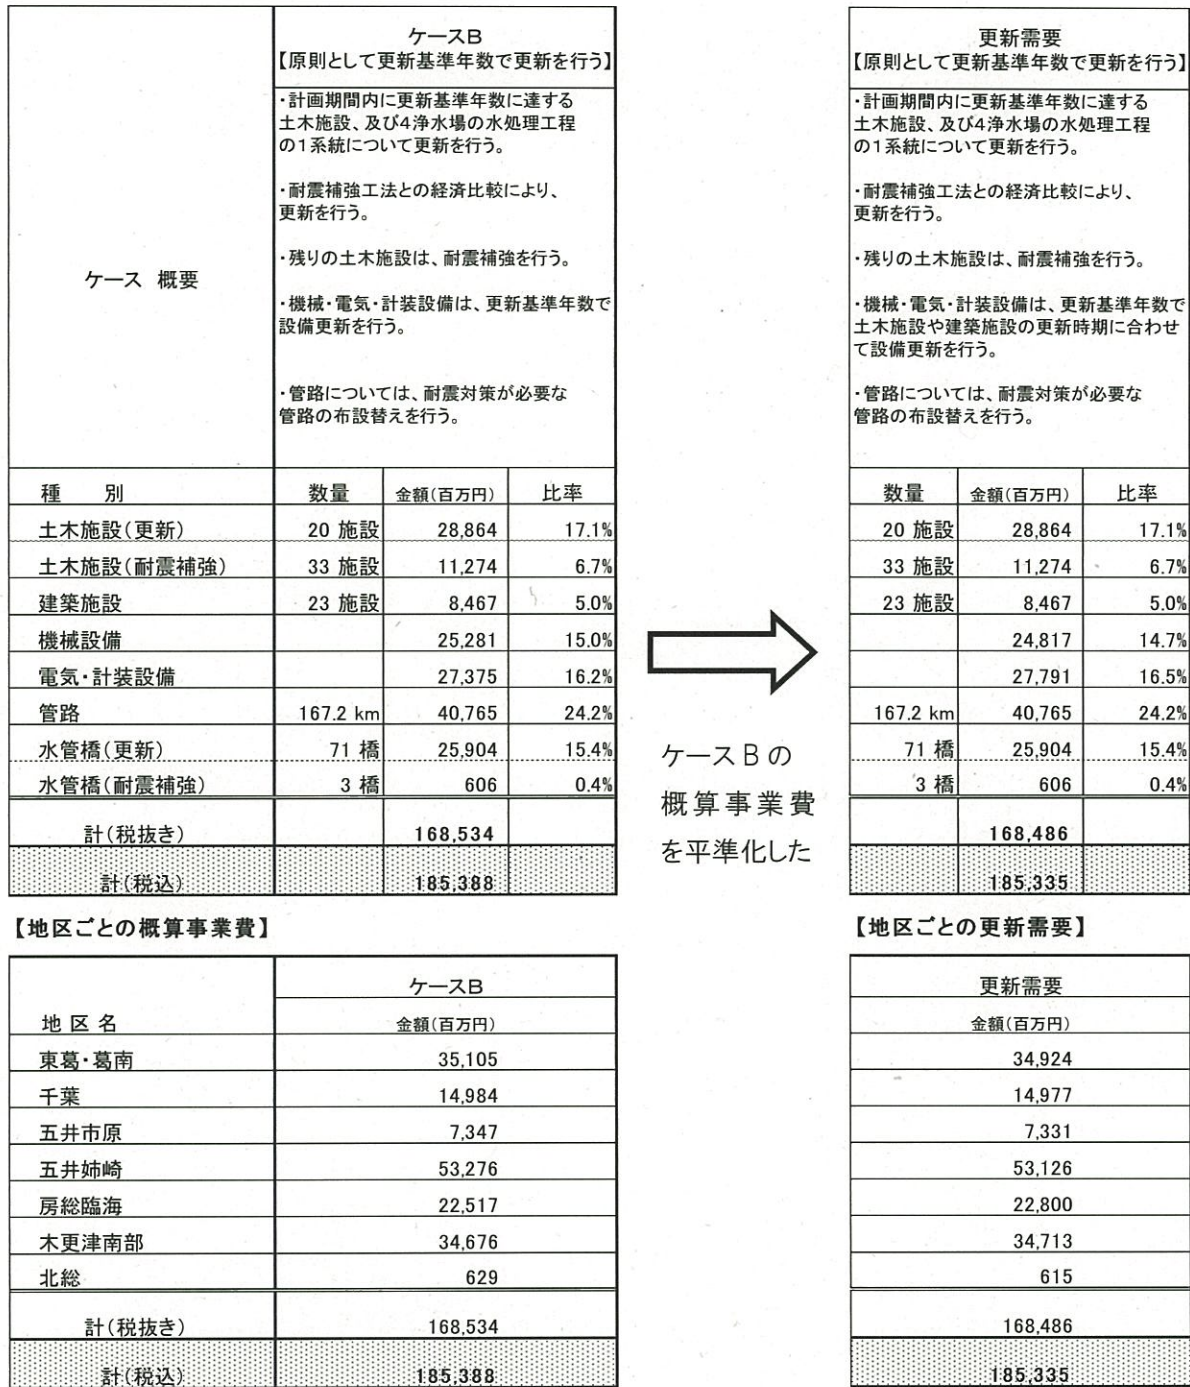 ケースB
【原則として更新基準年数で更新を行う】
ケース 概要
・計画期間内に更新基準年数に達する
土木施設、及び4浄水場の水処理工程
の1系統について更新を行う。
・耐震補強工法との経済比較により、
更新を行う。
・残りの土木施設は、耐震補強を行う。
・機械・電気・計装設備は、更新基準年数で
設備更新を行う。
・管路については、耐震対策が必要な
管路の布設替えを行う。
種 別 数量 金額(百万円) 比率
土木施設(更新) 20 施設 28,864 17.1%
土木施設(耐震補強) 33 施設 11,274 6.7%
建築施設 23 施設 8,467 5.0%
機械設備 25,281 15.0%
電気・計装設備 27,375 16.2%
管路 167.2 km 40,765 24.2%
水管橋(更新) 71 橋 25,904 15.4%
水管橋(耐震補強) 3 橋 606 0.4%
計(税抜き) 168,534
計(税込) 185,388
ケースBの
概算事業費
を平準化した
更新需要
【原則として更新基準年数で更新を行う】
・計画期間内に更新基準年数に達する
土木施設、及び4浄水場の水処理工程
の1系統について更新を行う。
・耐震補強工法との経済比較により、
更新を行う。
・残りの土木施設は、耐震補強を行う。
・機械・電気・計装設備は、更新基準年数で
土木施設や建築施設の更新時期に合わせ
て設備更新を行う。
・管路については、耐震対策が必要な
管路の布設替えを行う。
数量 金額(百万円) 比率
20 施設 28,864 17.1%
33 施設 11,274 6.7%
23 施設 8,467 5.0%
24,817 14.7%
27,791 16.5%
167.2 km 40,765 24.2%
71 橋 25,904 15.4%
3 橋 606 0.4%
168,486
185,335
【地区ごとの概算事業費】
ケースB
地 区 名 金額(百万円)
東葛・葛南 35,105
千葉 14,984
五井市原 7,347
五井姉崎 53,276
房総臨海 22,517
木更津南部 34,676
北総 629
計(税抜き) 168,534
計(税込) 185,388
【地区ごとの更新需要】
更新需要
金額(百万円)
34,924
14,977
7,331
53,126
22,800
34,713
615
168,486
185,335